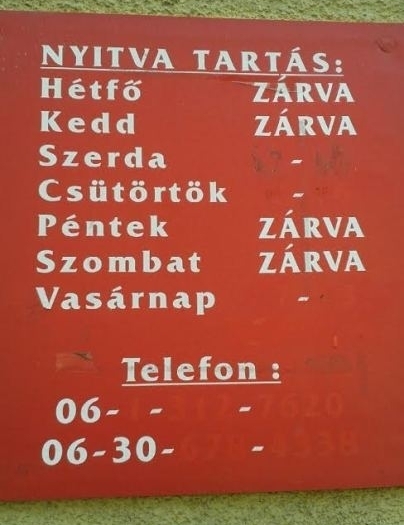 NYITVA TARTÁS:
Hétfő ZÁRVA
Kedd ZÁRVA
Szerda -
Csütörtök -
Péntek ZÁRVA
Szombat ZÁRVA
Vasárnap -
Telefon :
06- - -
06-30- -